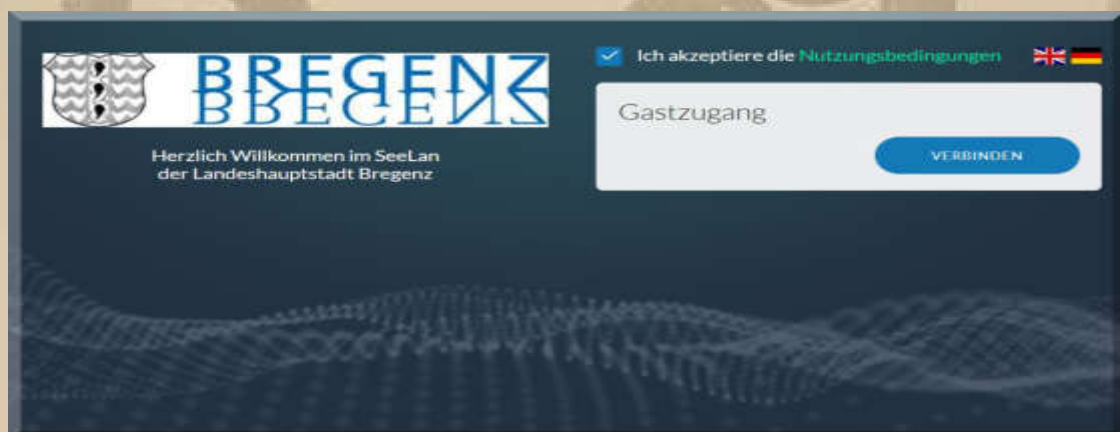 BREGENZ
Herzlich Willkommen im SeeLan
der Landeshauptstadt Bregenz
Ich akzeptiere die Nutzungsbedingungen
Gastzugang
VERBINDEN